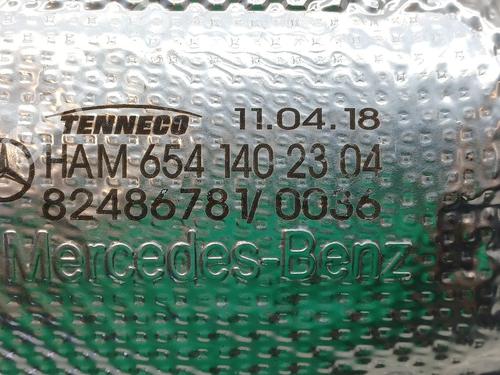 TENNECO 11.04.18
HAM 654 140 23 04
82486781/ 0036
Mercedes-Benz